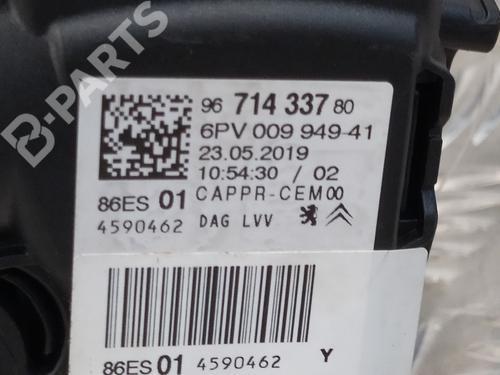 B-PARTS
96 714 337 80
6PV 009 949-41
23.05.2019
10:54:30 / 02
86ES 01 CAPPR-CEM00
4590462 DAG LVV
86ES 01 4590462 Y